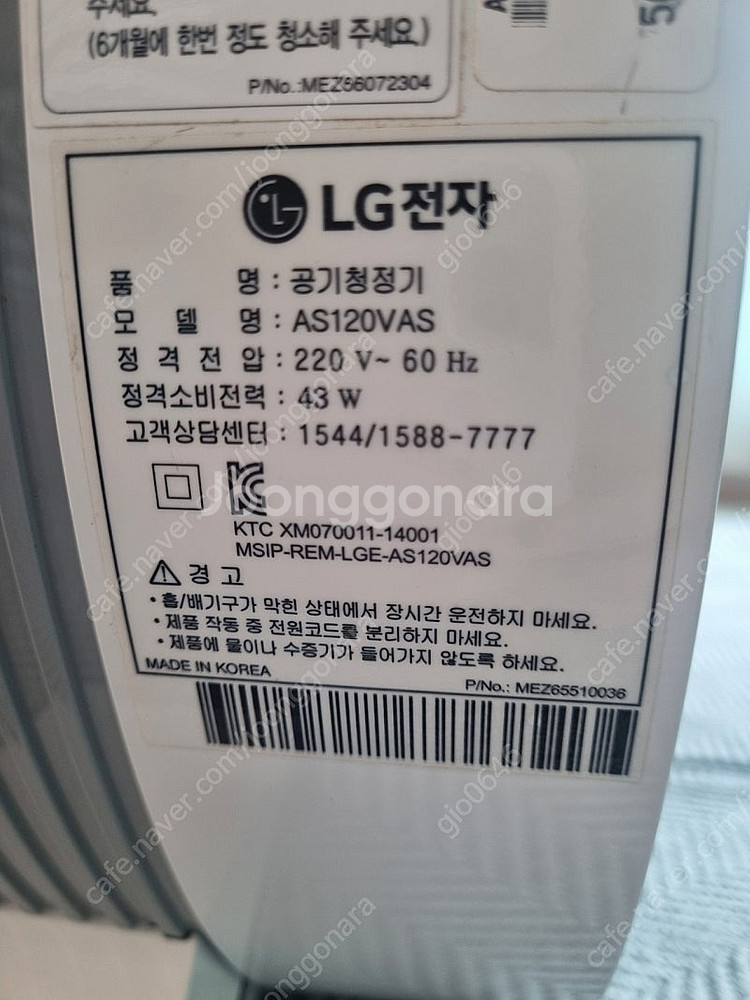 주세요.
(6개월에 한번 정도 청소해 주세요.)
P/No.:MEZ66072304
LG전자
품 명 : 공기청정기
모 델 명 : AS120VAS
정 격 전 압 : 220 V~ 60 Hz
정격소비전력 : 43 W
고객상담센터 : 1544/1588-7777
Joonggonara
KTC XM070011-14001
MSIP-REM-LGE-AS120VAS
경 고
• 흡/배기구가 막힌 상태에서 장시간 운전하지 마세요.
• 제품 작동 중 전원코드를 분리하지 마세요.
• 제품에 물이나 수증기가 들어가지 않도록 하세요.
MADE IN KOREA
P/No.: MEZ65510036
cafe.naver.com/joonggonara
gio0646